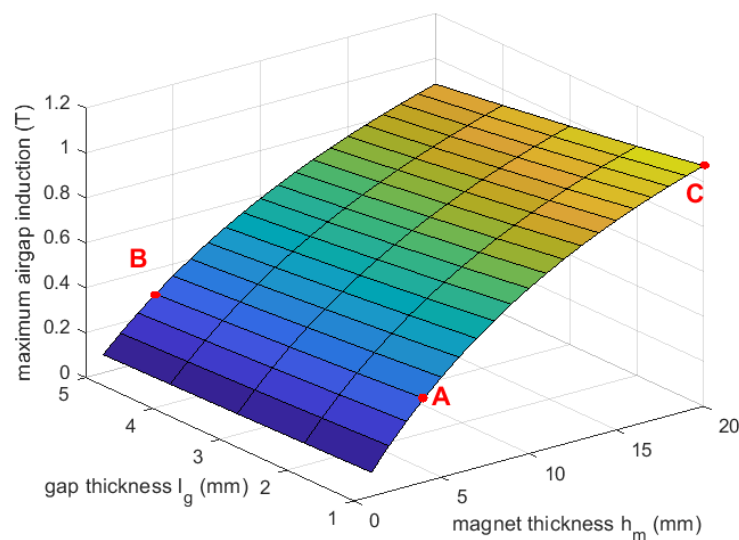 1.2
1
0.8
0.6
0.4
0.2
0
maximum airgap induction (T)
B
C
A
5
4
3
2
1
gap thickness l_g (mm)
0
5
10
15
20
magnet thickness h_m (mm)